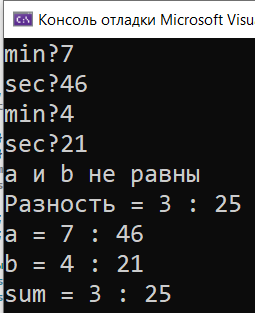 Консоль отладки Microsoft Visua
min?7
sec?46
min?4
sec?21
a и b не равны
Разность = 3 : 25
a = 7 : 46
b = 4 : 21
sum = 3 : 25